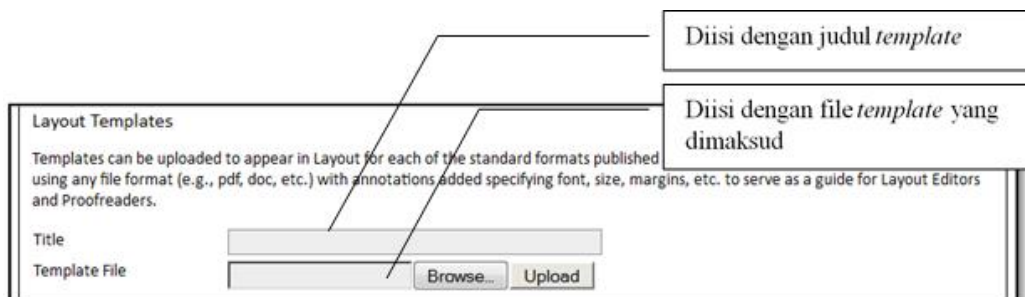 Diisi dengan judul template
Diisi dengan file template yang
dimaksud
Layout Templates
Templates can be uploaded to appear in Layout for each of the standard formats published
using any file format (e.g., pdf, doc, etc.) with annotations added specifying font, size, margins, etc. to serve as a guide for Layout Editors
and Proofreaders.
Title
Template File
Browse... Upload